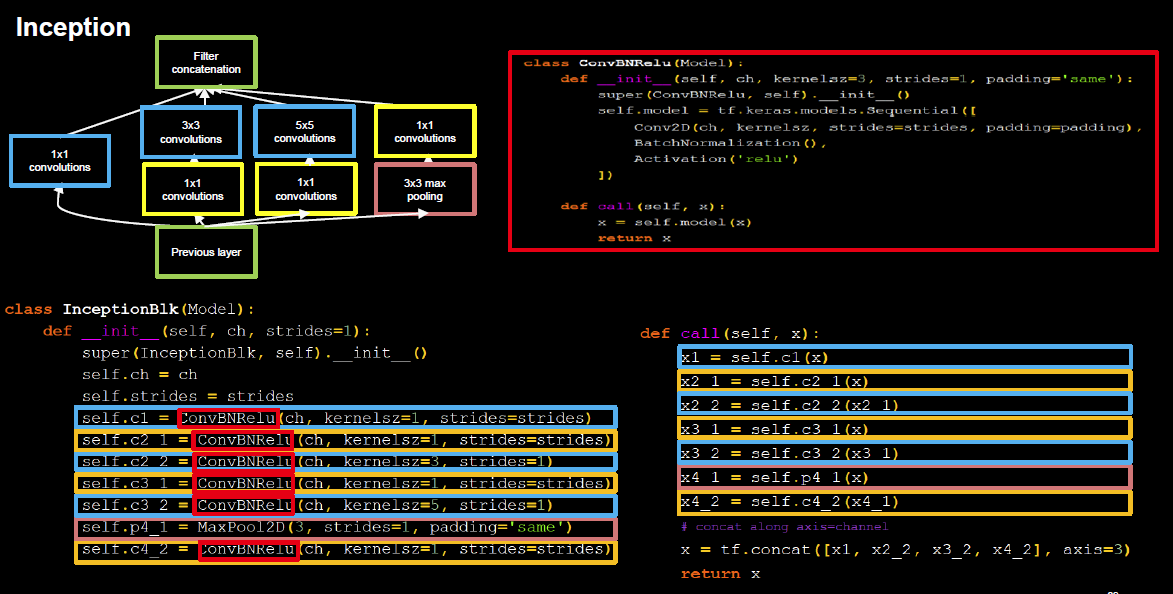 Inception
Filter
concatenation
3x3
convolutions
5x5
convolutions
1x1
convolutions
1x1
convolutions
1x1
convolutions
1x1
convolutions
3x3 max
pooling
Previous layer
class ConvBNRelu(Model):
def __init__(self, ch, kernelsz=3, strides=1, padding='same'):
super(ConvBNRelu, self).__init__()
self.model = tf.keras.models.Sequential([
Conv2D(ch, kernelsz, strides=strides, padding=padding),
BatchNormalization(),
Activation('relu')
])
def call(self, x):
x = self.model(x)
return x
class InceptionBlk(Model):
def __init__(self, ch, strides=1):
super(InceptionBlk, self).__init__()
self.ch = ch
self.strides = strides
self.c1 = ConvBNRelu(ch, kernelsz=1, strides=strides)
self.c2_1 = ConvBNRelu(ch, kernelsz=1, strides=strides)
self.c2_2 = ConvBNRelu(ch, kernelsz=3, strides=1)
self.c3_1 = ConvBNRelu(ch, kernelsz=1, strides=strides)
self.c3_2 = ConvBNRelu(ch, kernelsz=5, strides=1)
self.p4_1 = MaxPool2D(3, strides=1, padding='same')
self.c4_2 = ConvBNRelu(ch, kernelsz=1, strides=strides)
def call(self, x):
x1 = self.c1(x)
x2_1 = self.c2_1(x)
x2_2 = self.c2_2(x2_1)
x3_1 = self.c3_1(x)
x3_2 = self.c3_2(x3_1)
x4_1 = self.p4_1(x)
x4_2 = self.c4_2(x4_1)
# concat along axis=channel
x = tf.concat([x1, x2_2, x3_2, x4_2], axis=3)
return x